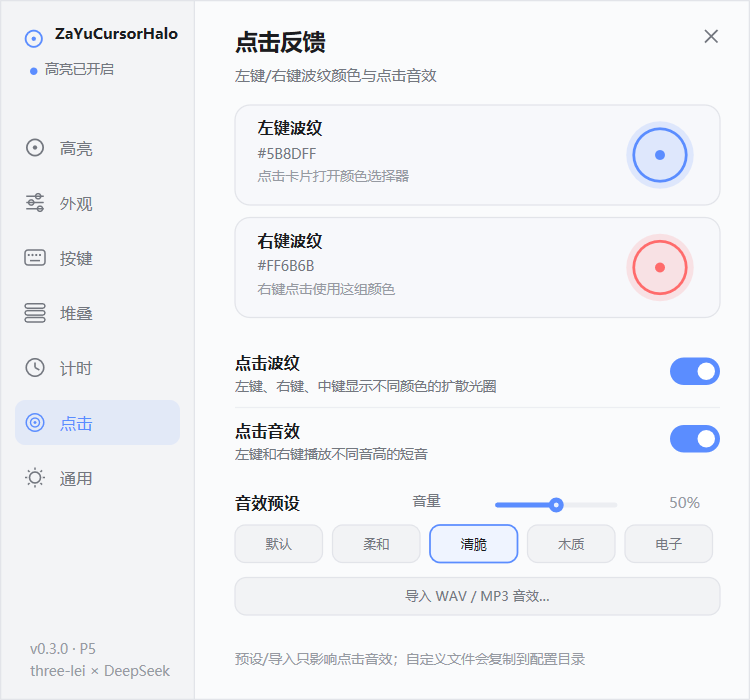 ZaYuCursorHalo
高亮已开启
高亮
外观
按键
堆叠
计时
点击
通用
v0.3.0 · P5
three-lei × DeepSeek
点击反馈
左键/右键波纹颜色与点击音效
左键波纹
#5B8DFF
点击卡片打开颜色选择器
右键波纹
#FF6B6B
右键点击使用这组颜色
点击波纹
左键、右键、中键显示不同颜色的扩散光圈
点击音效
左键和右键播放不同音高的短音
音效预设 音量 50%
默认 柔和 清脆 木质 电子
导入 WAV / MP3 音效...
预设/导入只影响点击音效；自定义文件会复制到配置目录